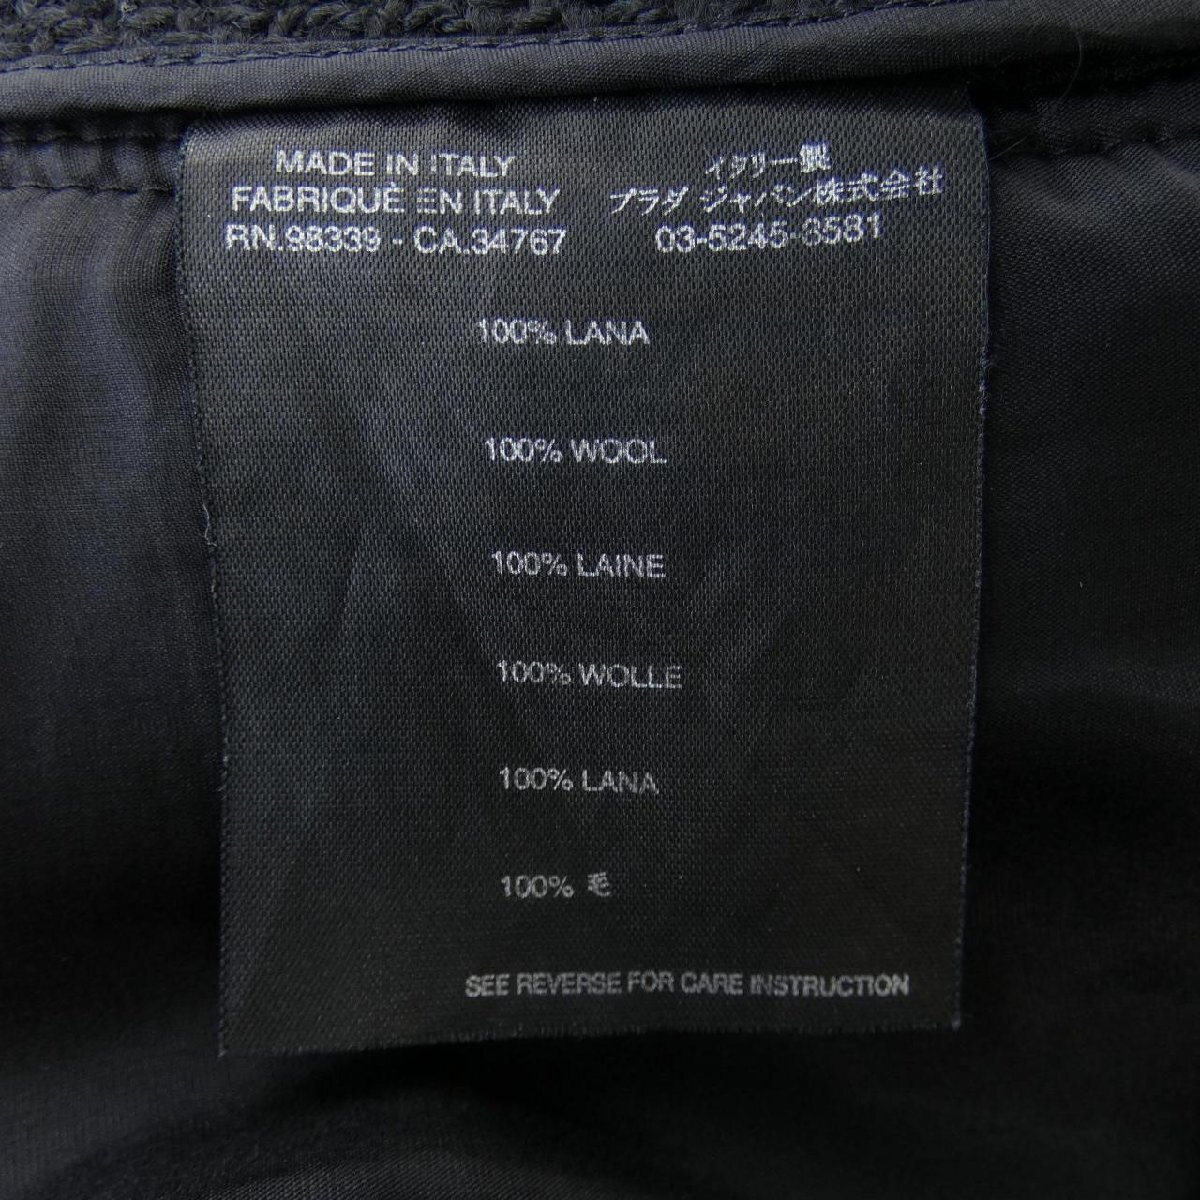 MADE IN ITALY
FABRIQUÉ EN ITALY
RN.98339 - CA.34767
イタリー製
プラダ ジャパン株式会社
03-5245-3581
100% LANA
100% WOOL
100% LAINE
100% WOLLE
100% LANA
100% 毛
SEE REVERSE FOR CARE INSTRUCTION